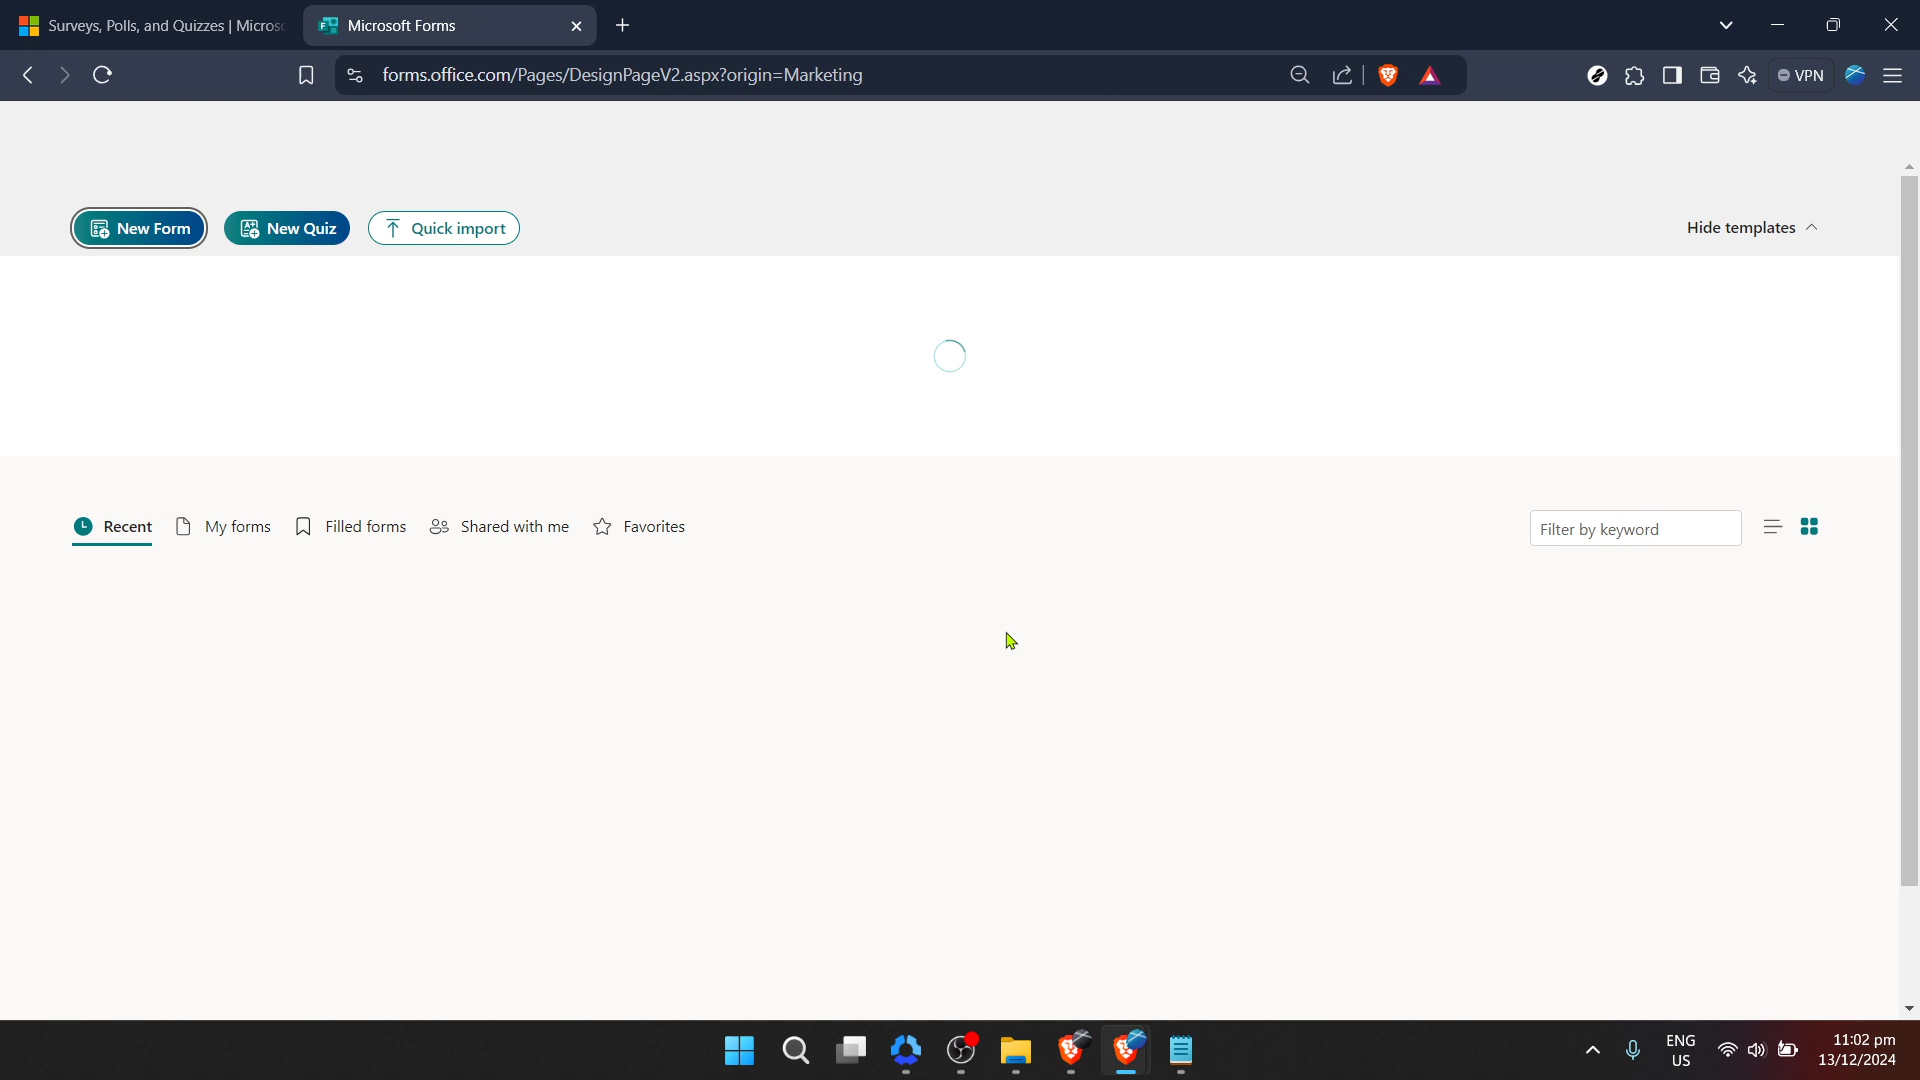 Surveys, Polls, and Quizzes | Micros
Microsoft Forms
forms.office.com/Pages/DesignPageV2.aspx?origin=Marketing
VPN
New Form
New Quiz
Quick import
Hide templates
Recent
My forms
Filled forms
Shared with me
Favorites
Filter by keyword
ENG
US
11:02 pm
13/12/2024